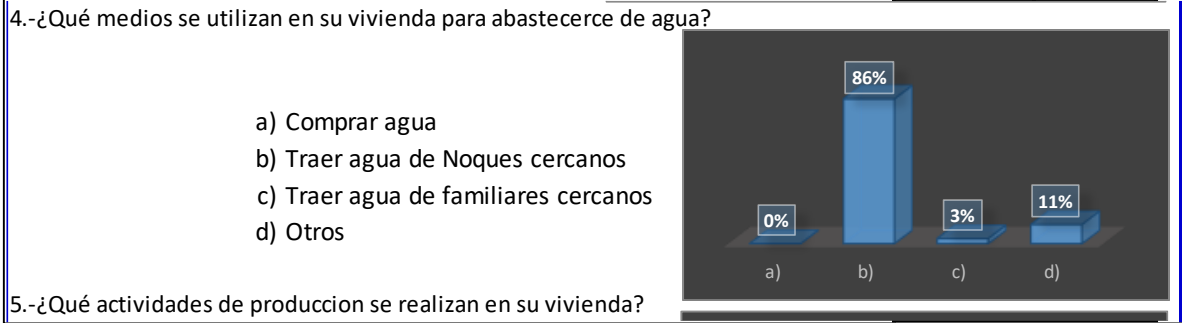 4.-¿Qué medios se utilizan en su vivienda para abastecerce de agua?
a) Comprar agua
b) Traer agua de Noques cercanos
c) Traer agua de familiares cercanos
d) Otros
0%
86%
3%
11%
a)
b)
c)
d)
5.-¿Qué actividades de produccion se realizan en su vivienda?